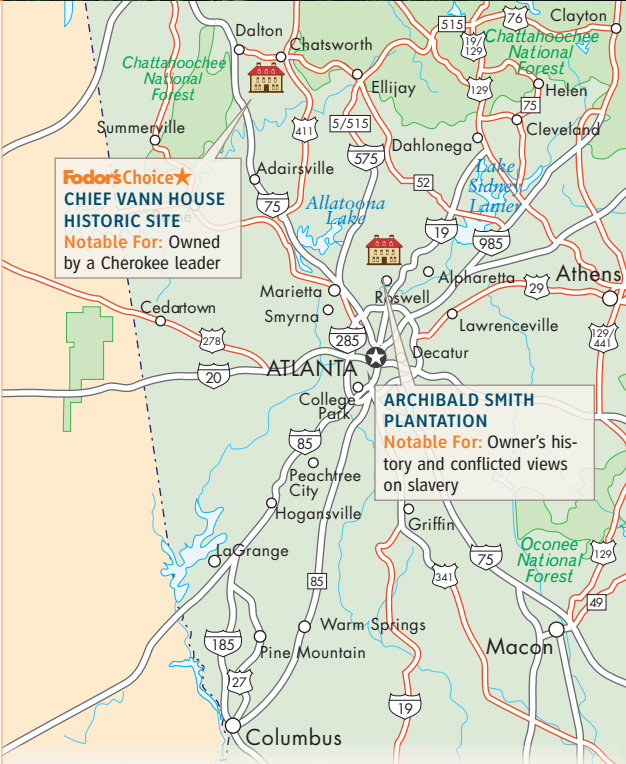 Clayton
76
515
Dalton
19/
129
Chattahoochee
National
Forest
Chatsworth
Chattahoochee
National
Forest
Ellijay
129
Helen
75
Summerville
411
5/515
Cleveland
Dahlonega
575
Fodor's Choice
CHIEF VANN HOUSE
HISTORIC SITE
Notable For: Owned
by a Cherokee leader
Adairsville
Lake
Sidney
Lanier
52
75
Allatoona
Lake
19
985
Alpharetta
Athens
29
Marietta
Roswell
Cedartown
Smyrna
Lawrenceville
278
285
129/
441
Decatur
ATLANTA
20
College
Park
ARCHIBALD SMITH
PLANTATION
Notable For: Owner's his-
tory and conflicted views
on slavery
85
Peachtree
City
Hogansville
Griffin
LaGrange
75
Oconee
National
Forest
129
85
341
49
Warm Springs
185
Pine Mountain
Macon
27
19
Columbus